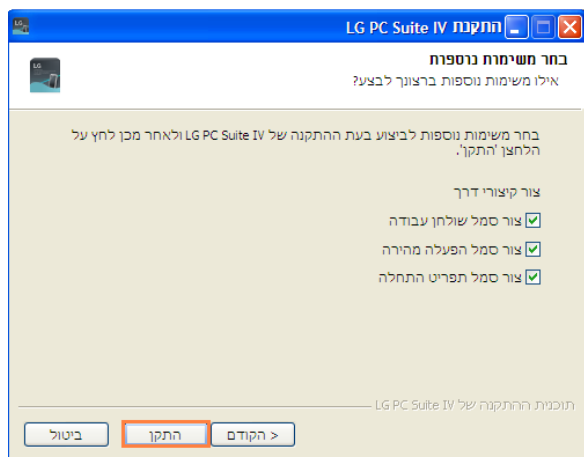 התקנת LG PC Suite IV
בחר משימות נוספות
אילו משימות נוספות ברצונך לבצע?
בחר משימות נוספות לביצוע בעת ההתקנה של LG PC Suite IV ולאחר מכן לחץ על
הלחצן 'התקן'.
צור קיצורי דרך
צור סמל שולחן עבודה
צור סמל הפעלה מהירה
צור סמל תפריט התחלה
תוכנית ההתקנה של LG PC Suite IV
< הקודם
התקן
ביטול